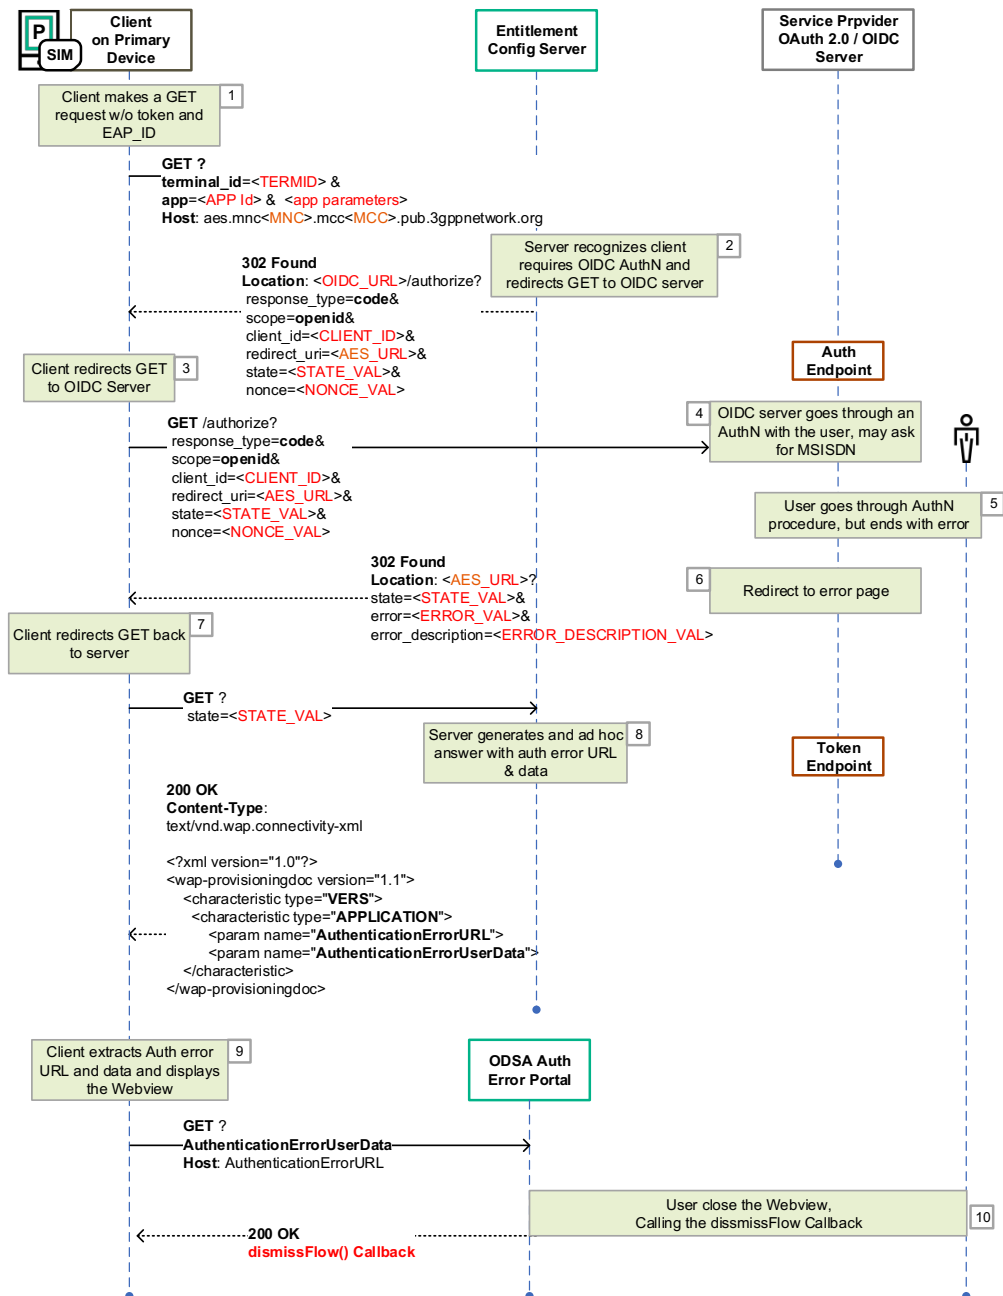 P
SIM
Client
on Primary
Device
Entitlement
Config Server
Service Prpvider
OAuth 2.0 / OIDC
Server
Client makes a GET
request w/o token and
EAP_ID
1
GET ?
terminal_id=<TERMID> &
app=<APP Id> & <app parameters>
Host: aes.mnc<MNC>.mcc<MCC>.pub.3gppnetwork.org
Server recognizes client
requires OIDC AuthN and
redirects GET to OIDC server
2
302 Found
Location: <OIDC_URL>/authorize?
response_type=code&
scope=openid&
client_id=<CLIENT_ID>&
redirect_uri=<AES_URL>&
state=<STATE_VAL>&
nonce=<NONCE_VAL>
Client redirects GET
to OIDC Server
3
Auth
Endpoint
GET /authorize?
response_type=code&
scope=openid&
client_id=<CLIENT_ID>&
redirect_uri=<AES_URL>&
state=<STATE_VAL>&
nonce=<NONCE_VAL>
4
OIDC server goes through an
AuthN with the user, may ask
for MSISDN
User goes through AuthN
procedure, but ends with error
5
302 Found
Location: <AES_URL>?
state=<STATE_VAL>&
error=<ERROR_VAL>&
error_description=<ERROR_DESCRIPTION_VAL>
6
Redirect to error page
Client redirects GET back
to server
7
GET ?
state=<STATE_VAL>
Server generates and ad hoc
answer with auth error URL
& data
8
Token
Endpoint
200 OK
Content-Type:
text/vnd.wap.connectivity-xml
<?xml version="1.0"?>
<wap-provisioningdoc version="1.1">
<characteristic type="VERS">
<characteristic type="APPLICATION">
<param name="AuthenticationErrorURL">
<param name="AuthenticationErrorUserData">
</characteristic>
</wap-provisioningdoc>
Client extracts Auth error
URL and data and displays
the Webview
9
ODSA Auth
Error Portal
GET ?
AuthenticationErrorUserData
Host: AuthenticationErrorURL
User close the Webview,
Calling the dissmissFlow Callback
10
200 OK
dismissFlow() Callback